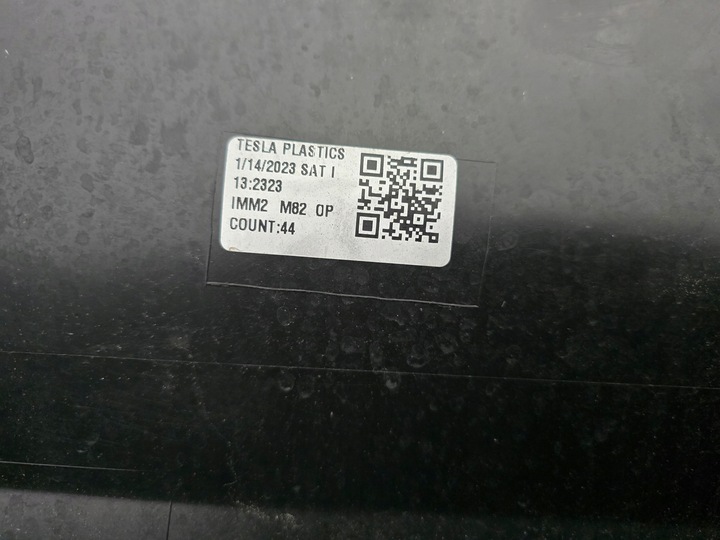 TESLA PLASTICS
1/14/2023 SAT I
13:2323
IMM2 M82 OP
COUNT:44